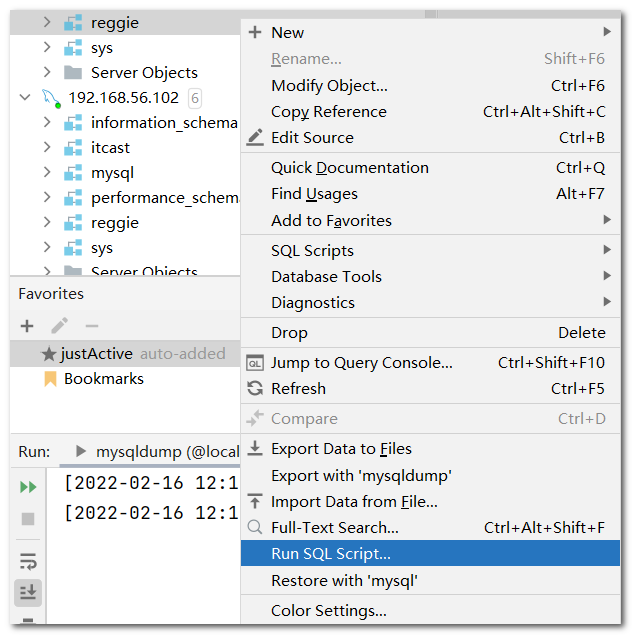 reggie
sys
Server Objects
192.168.56.102 6
information_schema
itcast
mysql
performance_schema
reggie
sys
Server Objects
Favorites
justActive auto-added
Bookmarks
Run: mysqldump (@local
[2022-02-16 12:1
[2022-02-16 12:1
New
Rename... Shift+F6
Modify Object... Ctrl+F6
Copy Reference Ctrl+Alt+Shift+C
Edit Source Ctrl+B
Quick Documentation Ctrl+Q
Find Usages Alt+F7
Add to Favorites
SQL Scripts
Database Tools
Diagnostics
Drop Delete
QL Jump to Query Console... Ctrl+Shift+F10
Refresh Ctrl+F5
Compare Ctrl+D
Export Data to Files
Export with 'mysqldump'
Import Data from File...
Full-Text Search... Ctrl+Alt+Shift+F
Run SQL Script...
Restore with 'mysql'
Color Settings...